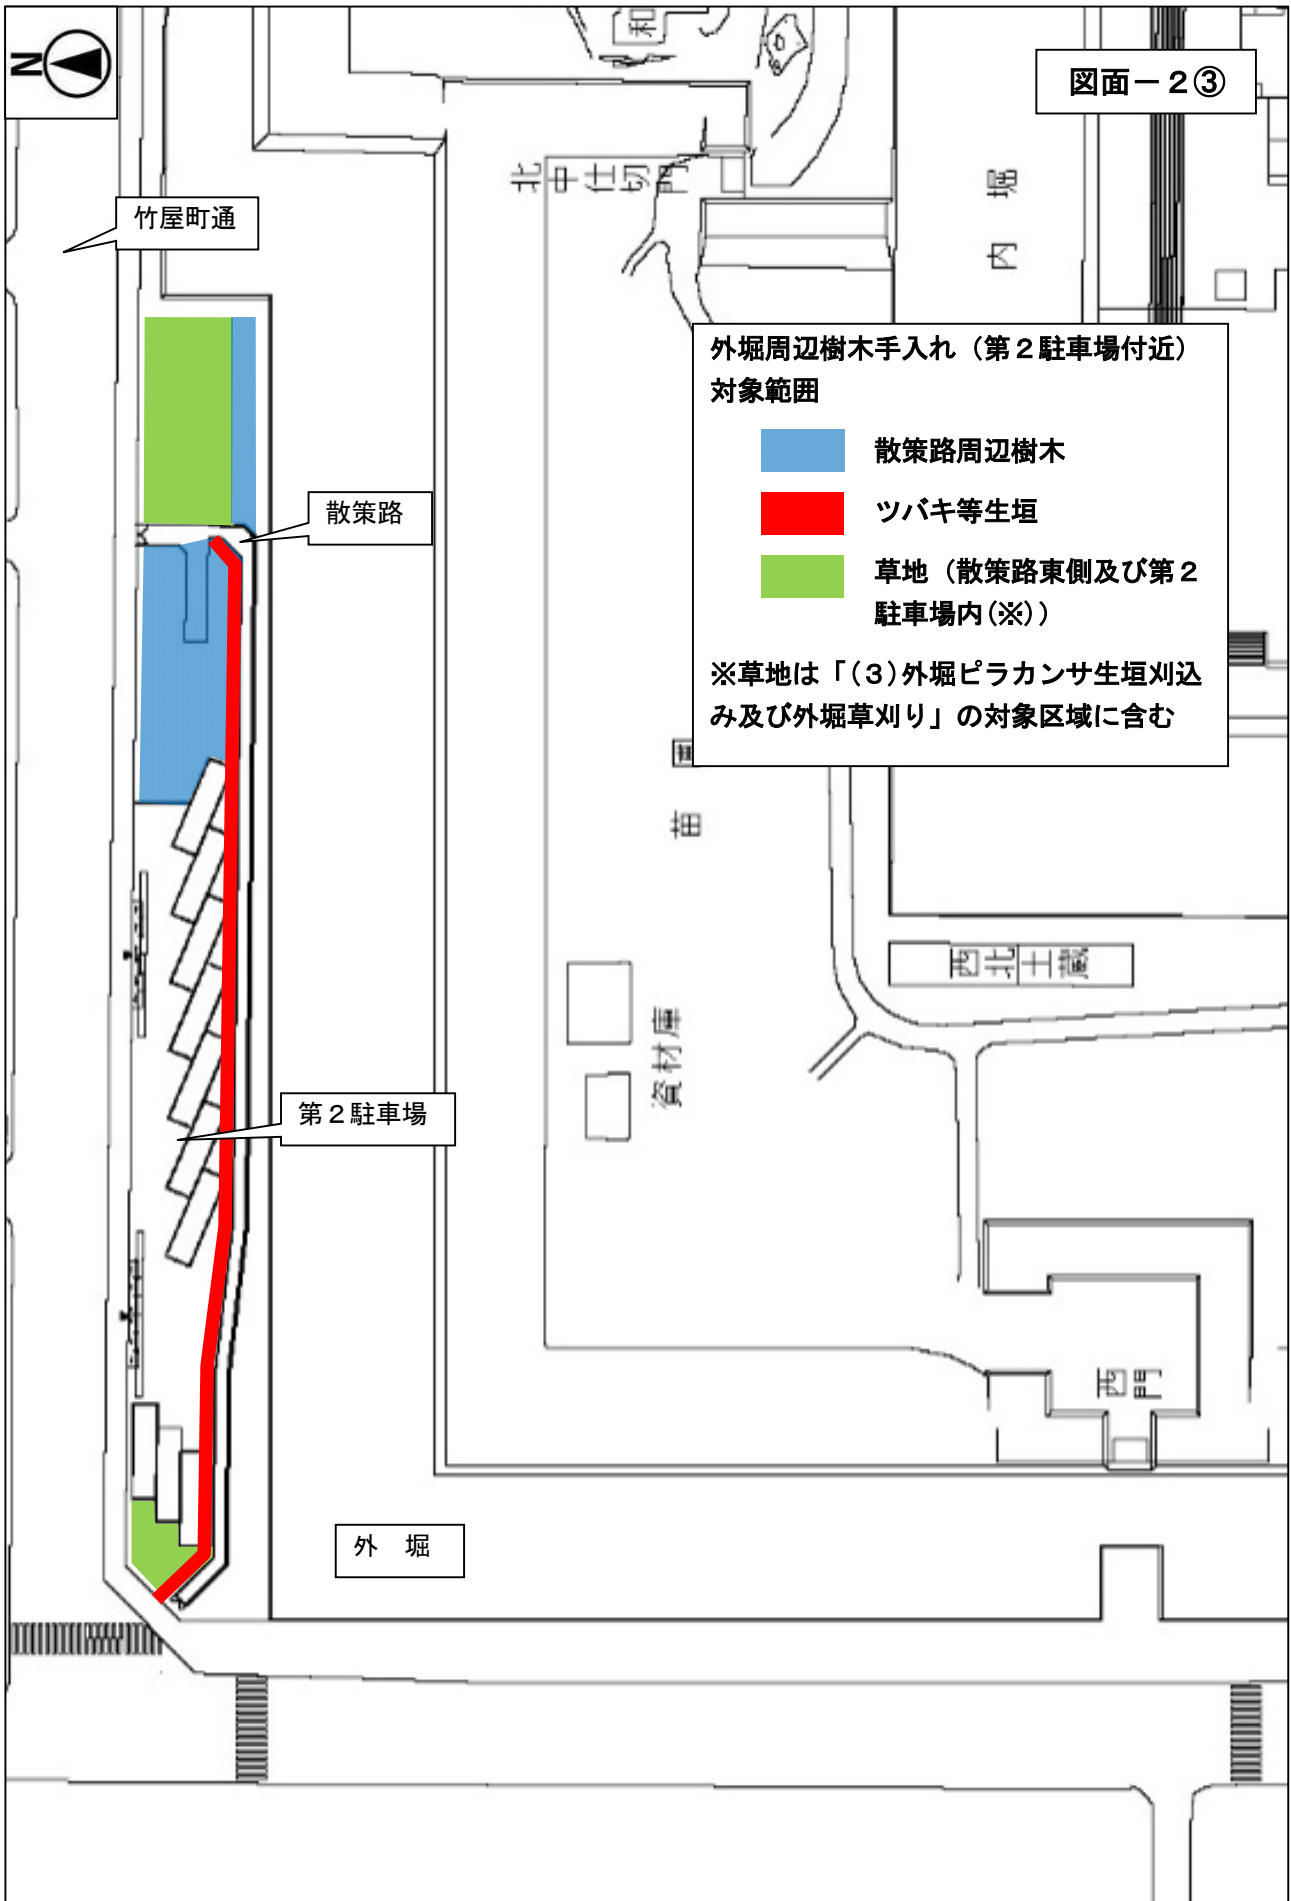 N
図面－２③
和
北中仕切門
内堀
竹屋町通
外堀周辺樹木手入れ（第２駐車場付近）
対象範囲
散策路周辺樹木
ツバキ等生垣
草地（散策路東側及び第２
駐車場内(※)）
※草地は「(３)外堀ピラカンサ生垣刈込
み及び外堀草刈り」の対象区域に含む
散策路
苗
西北土蔵
資材庫
第２駐車場
西門
外　堀